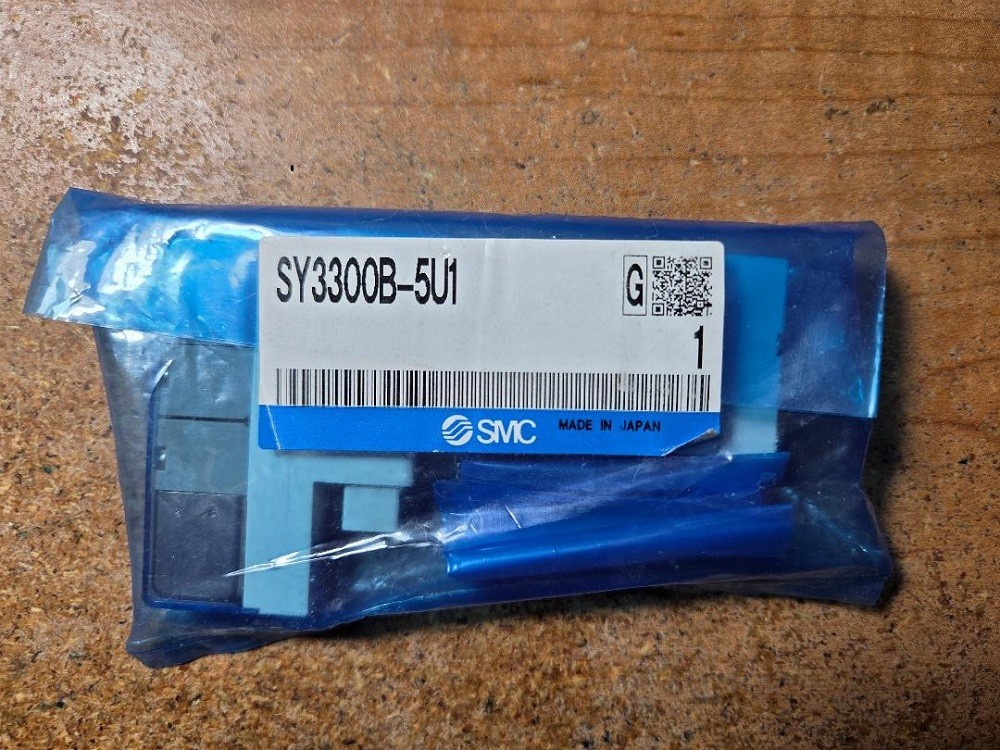 SY3300B-5U1
G
1
SMC MADE IN JAPAN